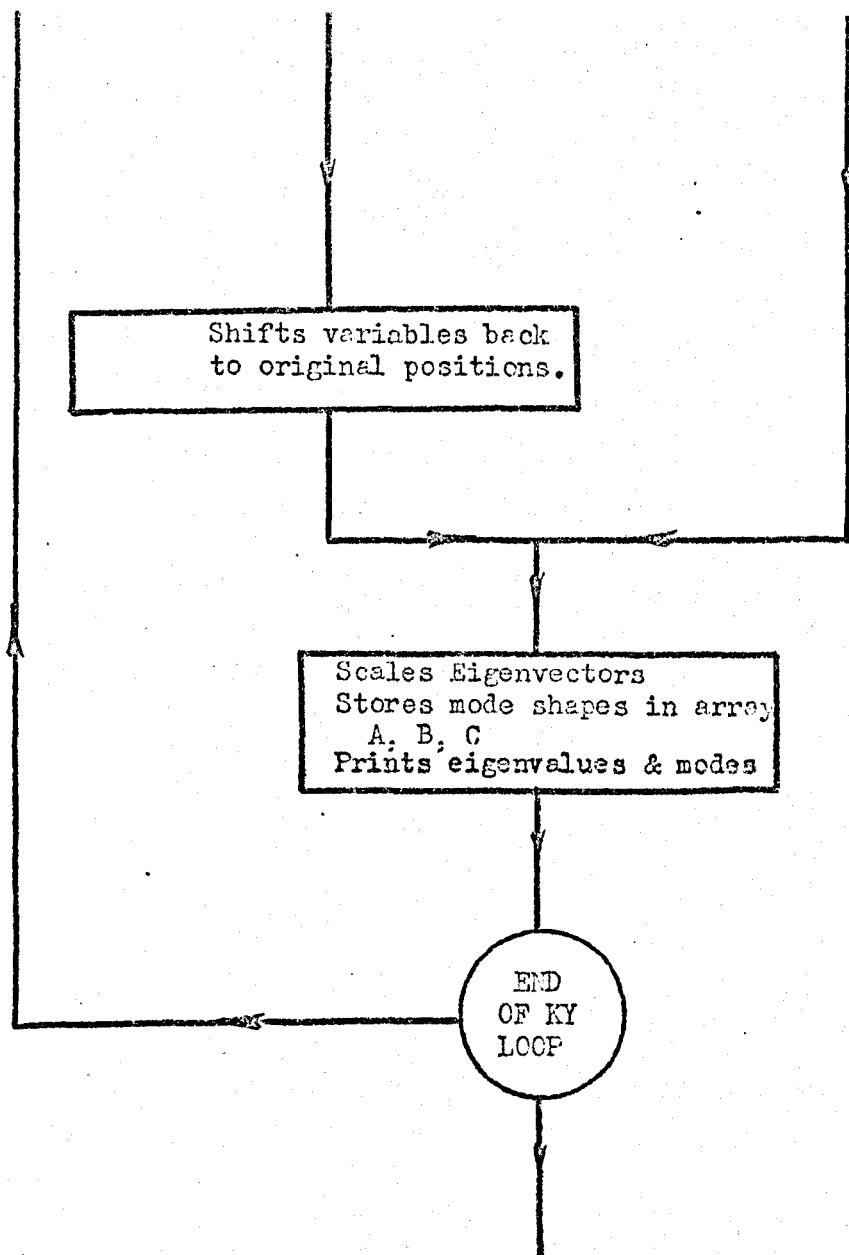 Shifts variables back
to original positions.
Scales Eigenvectors
Stores mode shapes in array
A, B, C
Prints eigenvalues & modes
END
OF KY
LOOP